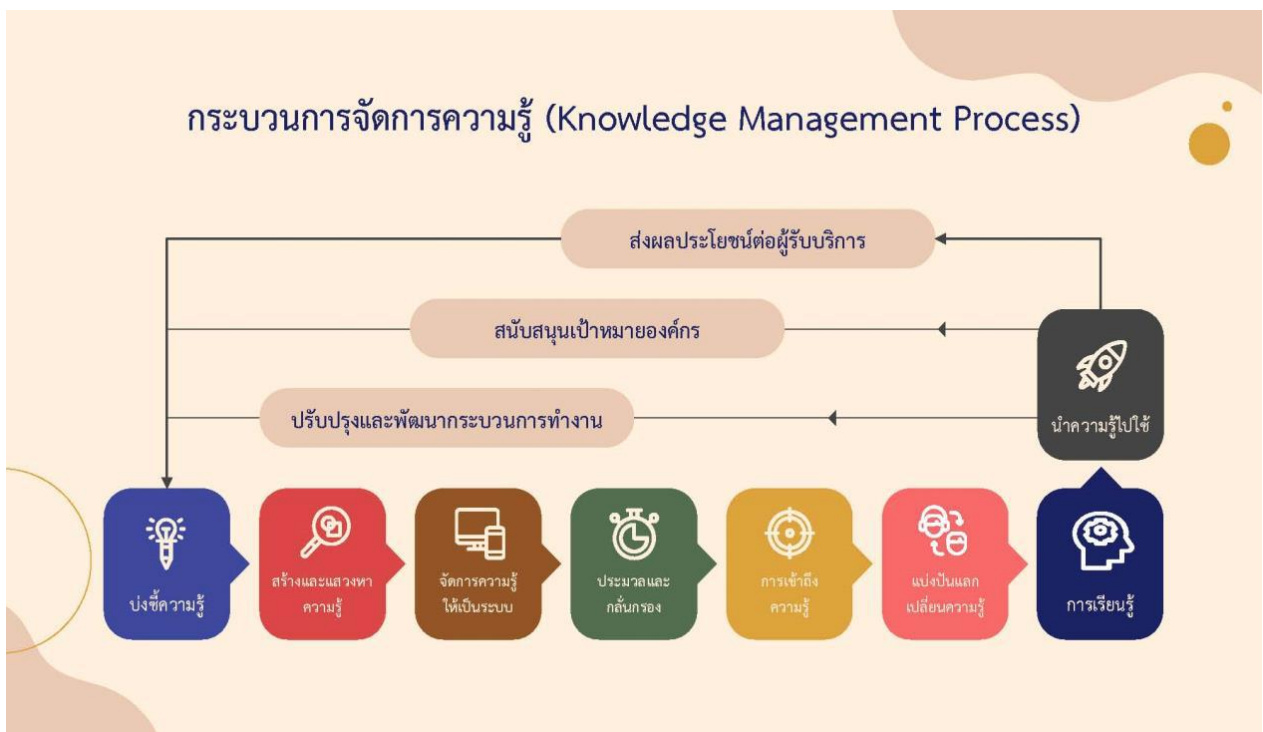 กระบวนการจัดการความรู้ (Knowledge Management Process)
ส่งผลประโยชน์ต่อผู้รับบริการ
สนับสนุนเป้าหมายองค์กร
ปรับปรุงและพัฒนากระบวนการทำงาน
นำความรู้ไปใช้
บ่งชี้ความรู้
สร้างและแสวงหา
ความรู้
จัดการความรู้
ให้เป็นระบบ
ประมวลและ
กลั่นกรอง
การเข้าถึง
ความรู้
แบ่งปันแลก
เปลี่ยนความรู้
การเรียนรู้